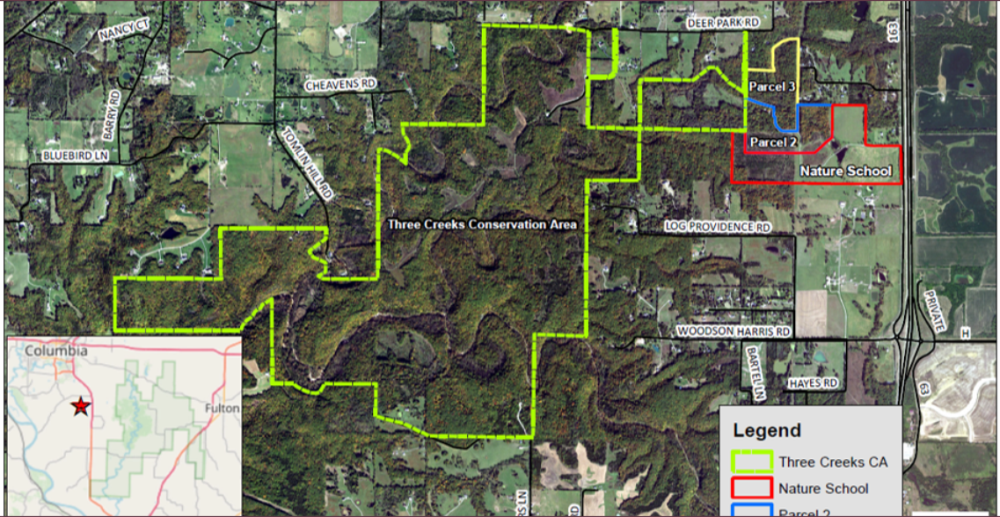 NANCY CT
DEER PARK RD
163
CHEAVENS RD
BARRY RD
Parcel 3
TOMLIN HILL RD
Parcel 2
BLUEBIRD LN
Nature School
Three Creeks Conservation Area
LOG PROVIDENCE RD
PRIVATE
WOODSON HARRIS RD
H
Columbia
BARTEL LN
HAYES RD
63
Fulton
Legend
Three Creeks CA
Nature School
Parcel 2